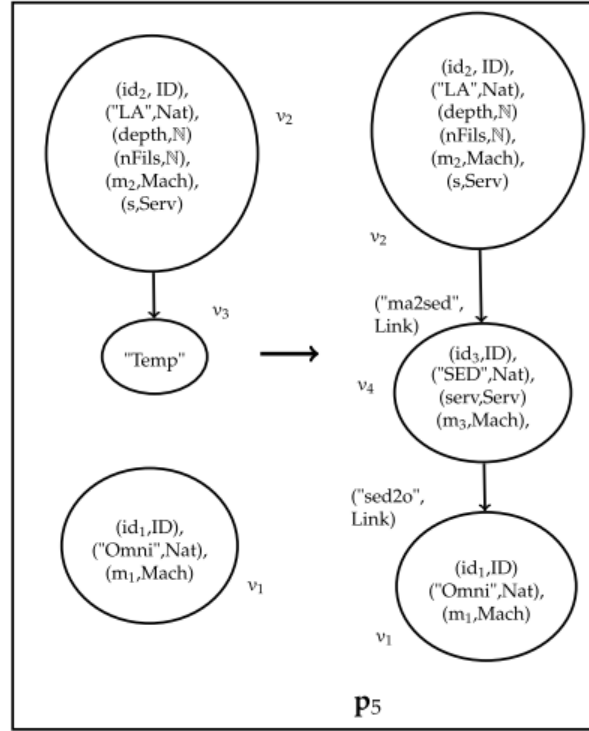 (id₂, ID),
("LA",Nat),
(depth,ℕ)
(nFils,ℕ),
(m₂,Mach),
(s,Serv)
v₂
v₃
"Temp"
(id₁,ID),
("Omni",Nat),
(m₁,Mach)
v₁
(id₂, ID),
("LA",Nat),
(depth,ℕ)
(nFils,ℕ),
(m₂,Mach),
(s,Serv)
v₂
("ma2sed",
Link)
(id₃,ID),
("SED",Nat),
(serv,Serv)
(m₃,Mach),
v₄
("sed2o",
Link)
(id₁,ID)
("Omni",Nat),
(m₁,Mach)
v₁
p₅